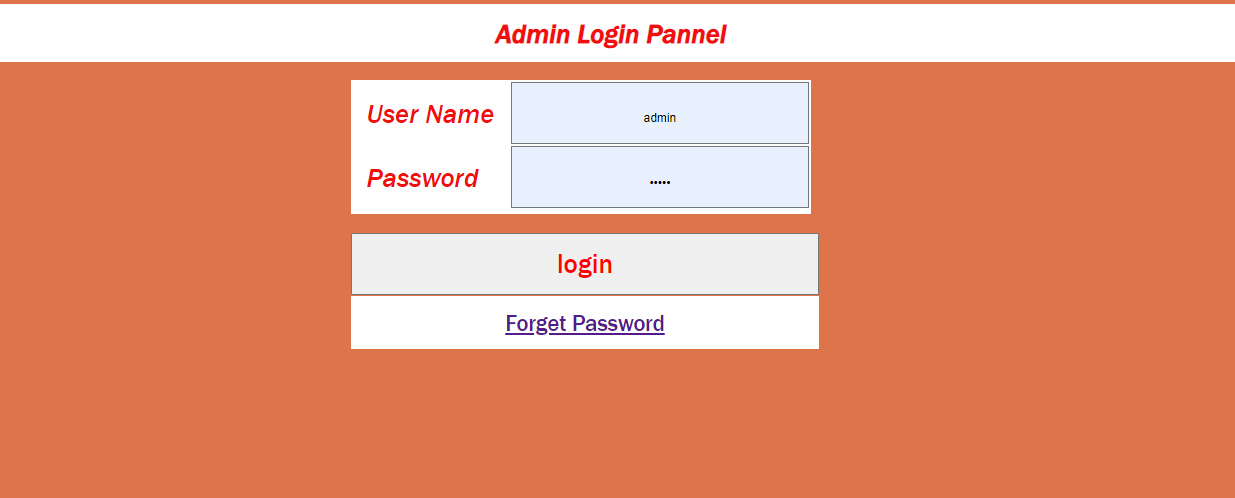 Admin Login Pannel
User Name admin
Password •••••
login
Forget Password